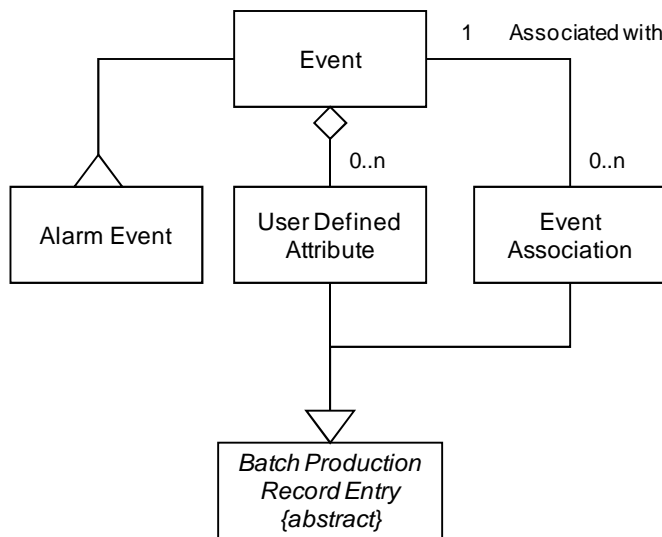 Event
1 Associated with
0..n
0..n
Alarm Event
User Defined
Attribute
Event
Association
Batch Production
Record Entry
{abstract}